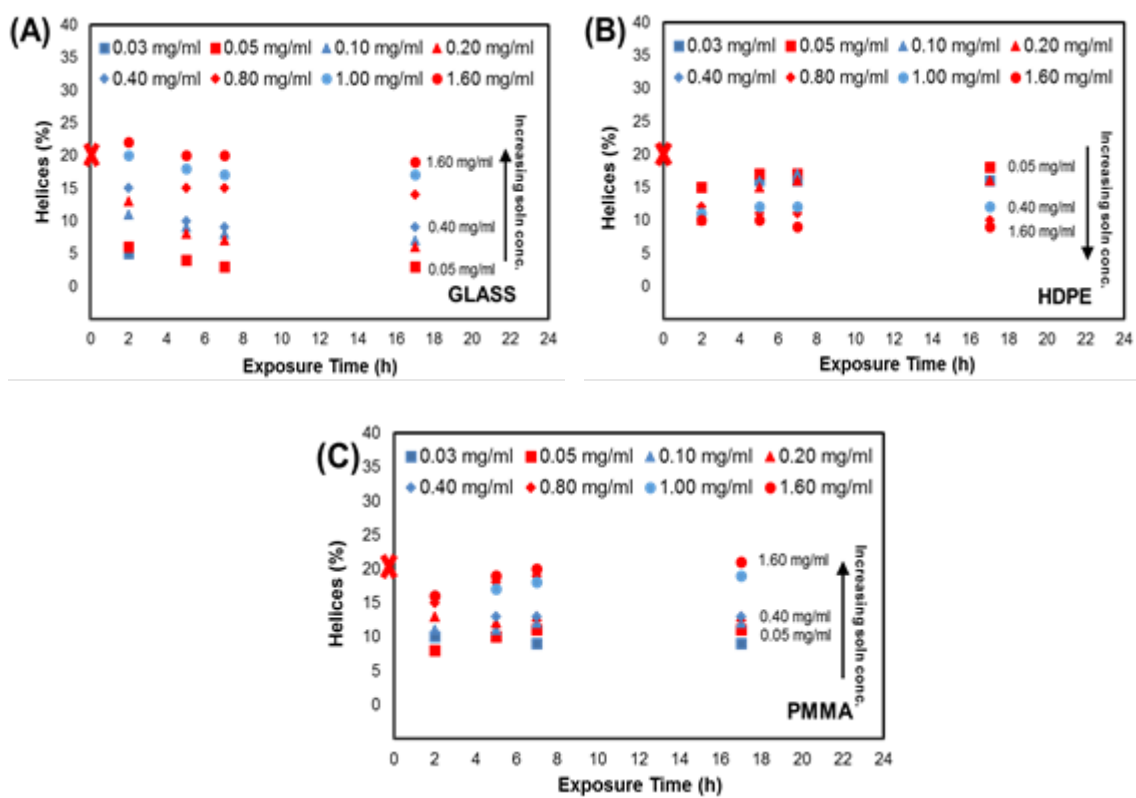 (A)
0.03 mg/ml 0.05 mg/ml 0.10 mg/ml 0.20 mg/ml
0.40 mg/ml 0.80 mg/ml 1.00 mg/ml 1.60 mg/ml
Helices (%)
40
35
30
25
20
15
10
5
0
1.60 mg/ml
0.40 mg/ml
0.05 mg/ml
Increasing soln conc.
GLASS
0 2 4 6 8 10 12 14 16 18 20 22 24
Exposure Time (h)
(B)
0.03 mg/ml 0.05 mg/ml 0.10 mg/ml 0.20 mg/ml
0.40 mg/ml 0.80 mg/ml 1.00 mg/ml 1.60 mg/ml
Helices (%)
40
35
30
25
20
15
10
5
0
0.05 mg/ml
0.40 mg/ml
1.60 mg/ml
Increasing soln conc.
HDPE
0 2 4 6 8 10 12 14 16 18 20 22 24
Exposure Time (h)
(C)
0.03 mg/ml 0.05 mg/ml 0.10 mg/ml 0.20 mg/ml
0.40 mg/ml 0.80 mg/ml 1.00 mg/ml 1.60 mg/ml
Helices (%)
40
35
30
25
20
15
10
5
0
1.60 mg/ml
0.40 mg/ml
0.05 mg/ml
Increasing soln conc.
PMMA
0 2 4 6 8 10 12 14 16 18 20 22 24
Exposure Time (h)